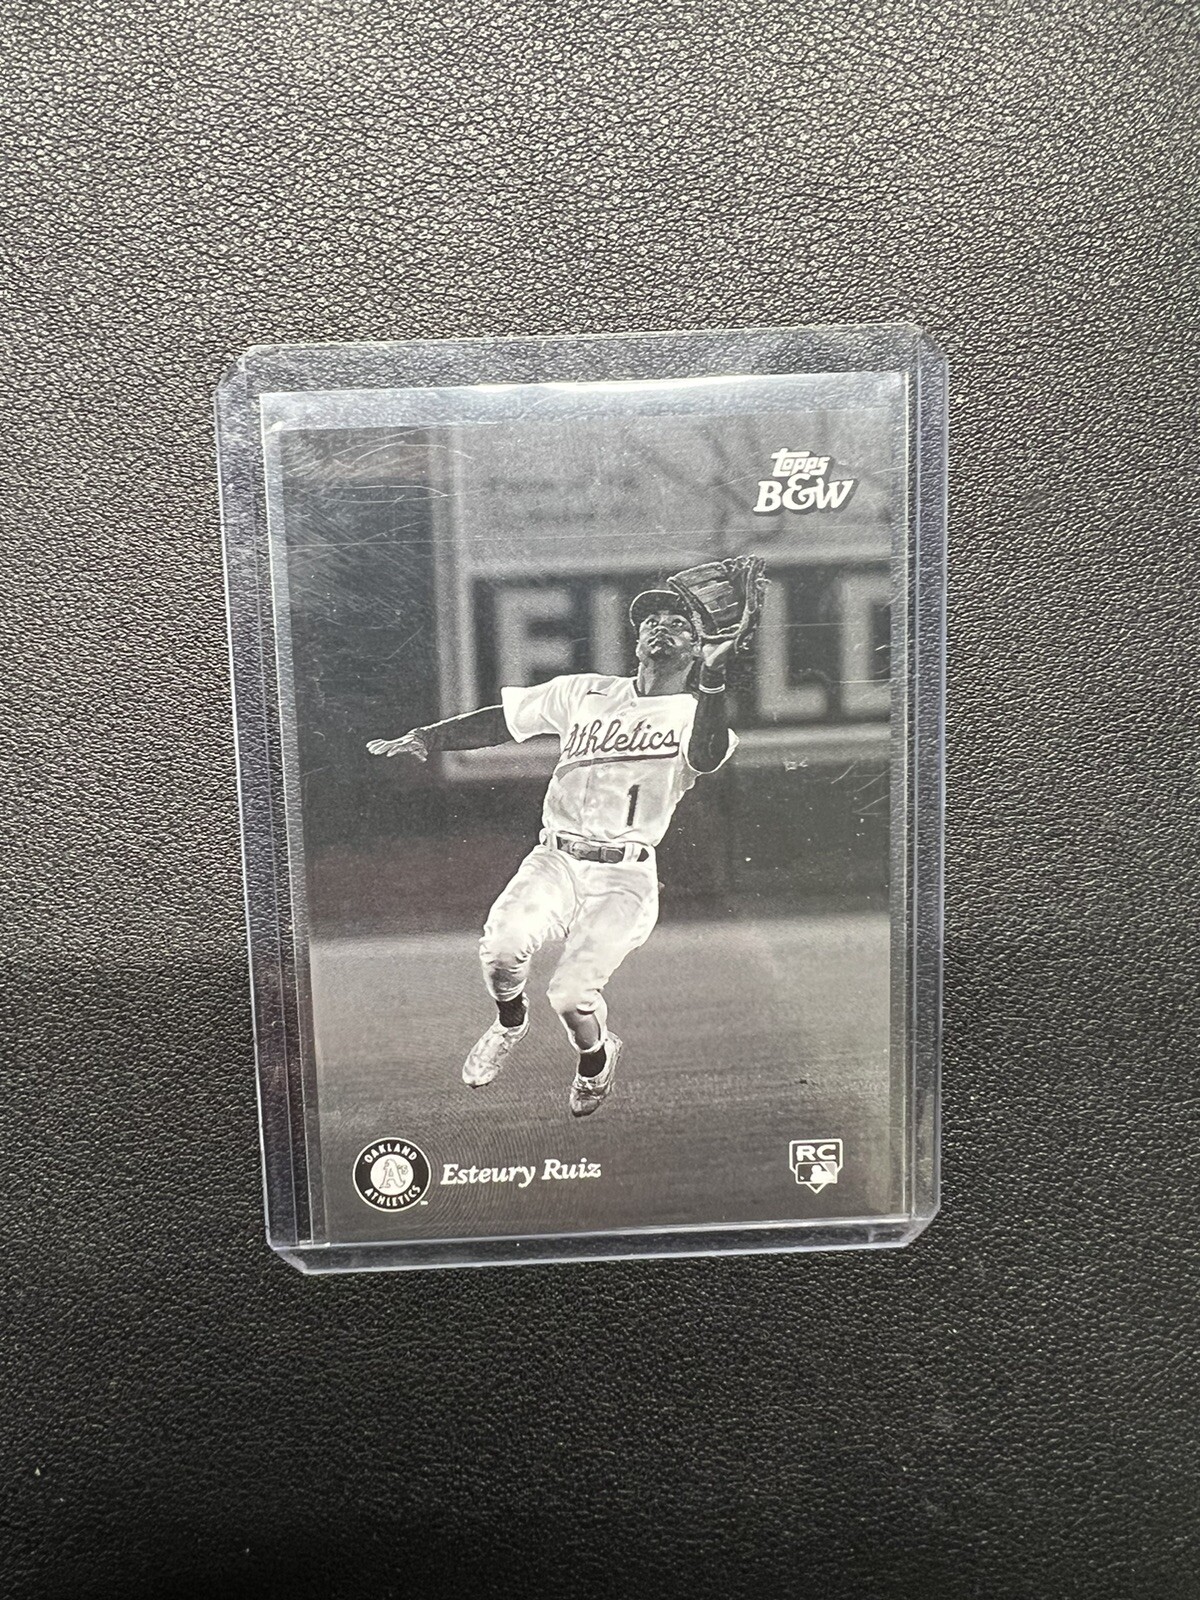 topps
B&W
FIELD
Athletics
1
OAKLAND
A's
ATHLETICS
Esteury Ruiz
RC